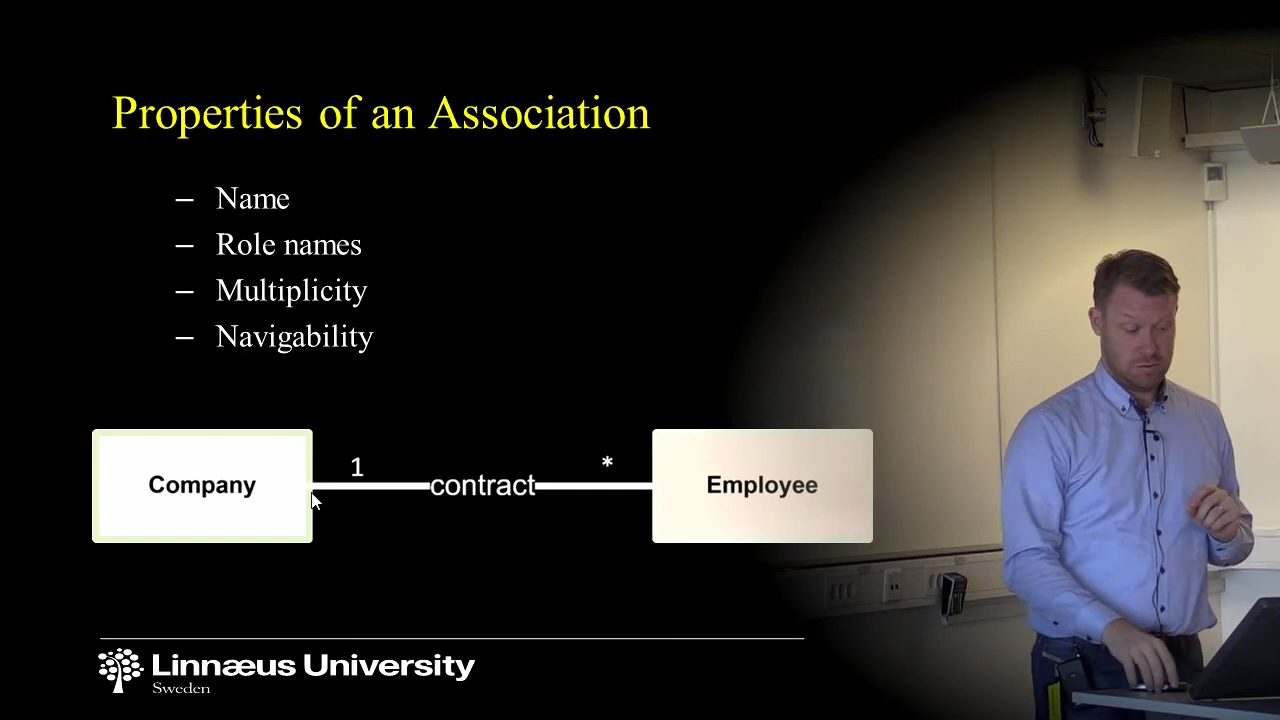 Properties of an Association
– Name
– Role names
– Multiplicity
– Navigability
Company 1 contract * Employee
Linnæus University
Sweden